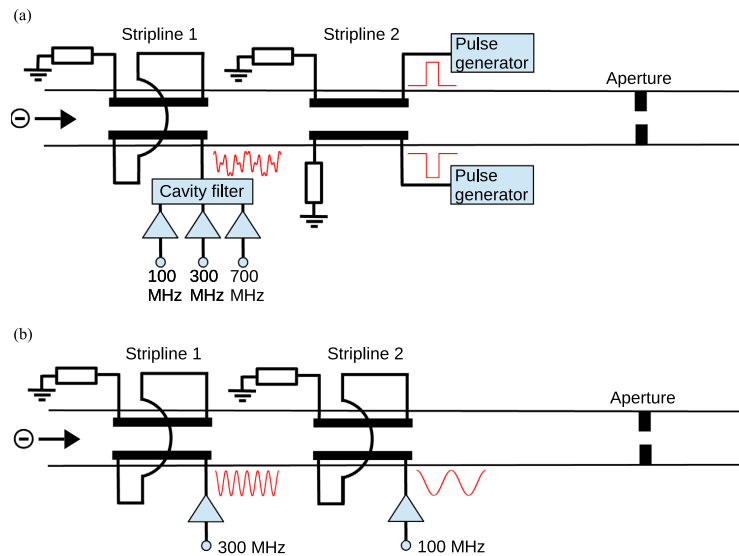 (a)
Stripline 1
Stripline 2
Pulse
generator
Aperture
Pulse
generator
Cavity filter
100
MHz
300
MHz
700
MHz
(b)
Stripline 1
Stripline 2
Aperture
300 MHz
100 MHz